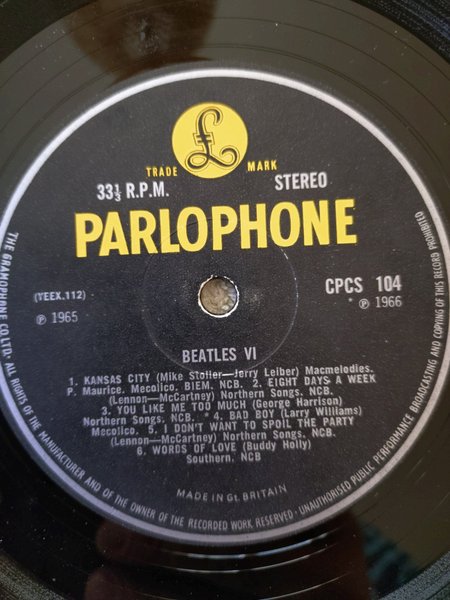 £
TRADE MARK
33⅓ R.P.M. STEREO
PARLOPHONE
(YEEX.112) CPCS 104
℗ 1965 * ℗ 1966
BEATLES VI
1. KANSAS CITY (Mike Stoller—Jerry Leiber) Macmelodies.
P. Maurice. Mecolico. BIEM. NCB. 2. EIGHT DAYS A WEEK
(Lennon—McCartney) Northern Songs. NCB.
3. YOU LIKE ME TOO MUCH (George Harrison)
Northern Songs. NCB. * 4. BAD BOY (Larry Williams)
Mecolico. 5. I DON'T WANT TO SPOIL THE PARTY
(Lennon—McCartney) Northern Songs. NCB.
6. WORDS OF LOVE (Buddy Holly)
Southern. NCB
MADE IN Gt. BRITAIN
THE GRAMOPHONE CO. LTD. ALL RIGHTS OF THE MANUFACTURER AND OF THE OWNER OF THE RECORDED WORK RESERVED · UNAUTHORISED PUBLIC PERFORMANCE BROADCASTING AND COPYING OF THIS RECORD PROHIBITED